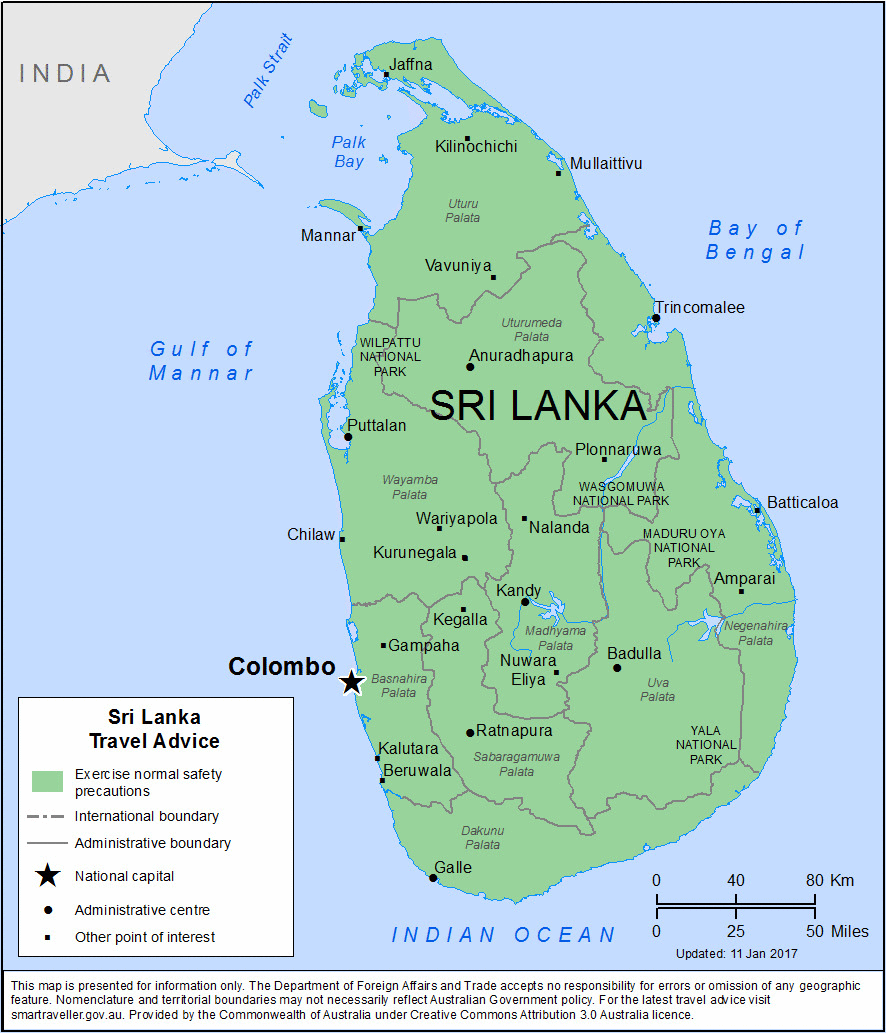 INDIA
Palk Strait
Jaffna
Palk
Bay
Kilinochichi
Mullaittivu
Uturu
Palata
Mannar
Bay of
Bengal
Vavuniya
Trincomalee
Uturumeda
Palata
Gulf of
Mannar
WILPATTU
NATIONAL
PARK
Anuradhapura
SRI LANKA
Puttalan
Plonnaruwa
Wayamba
Palata
WASGOMUWA
NATIONAL PARK
Batticaloa
Wariyapola
Nalanda
Chilaw
MADURU OYA
NATIONAL
PARK
Kurunegala
Amparai
Kandy
Kegalla
Madhyama
Palata
Negenahira
Palata
Gampaha
Badulla
Colombo
Nuwara
Eliya
Basnahira
Palata
Uva
Palata
Ratnapura
YALA
NATIONAL
PARK
Kalutara
Sabaragamuwa
Palata
Beruwala
Dakunu
Palata
Galle
INDIAN OCEAN
Sri Lanka
Travel Advice
Exercise normal safety
precautions
International boundary
Administrative boundary
National capital
Administrative centre
Other point of interest
0 40 80 Km
0 25 50 Miles
Updated: 11 Jan 2017
This map is presented for information only. The Department of Foreign Affairs and Trade accepts no responsibility for errors or omission of any geographic
feature. Nomenclature and territorial boundaries may not necessarily reflect Australian Government policy. For the latest travel advice visit
smartraveller.gov.au. Provided by the Commonwealth of Australia under Creative Commons Attribution 3.0 Australia licence.